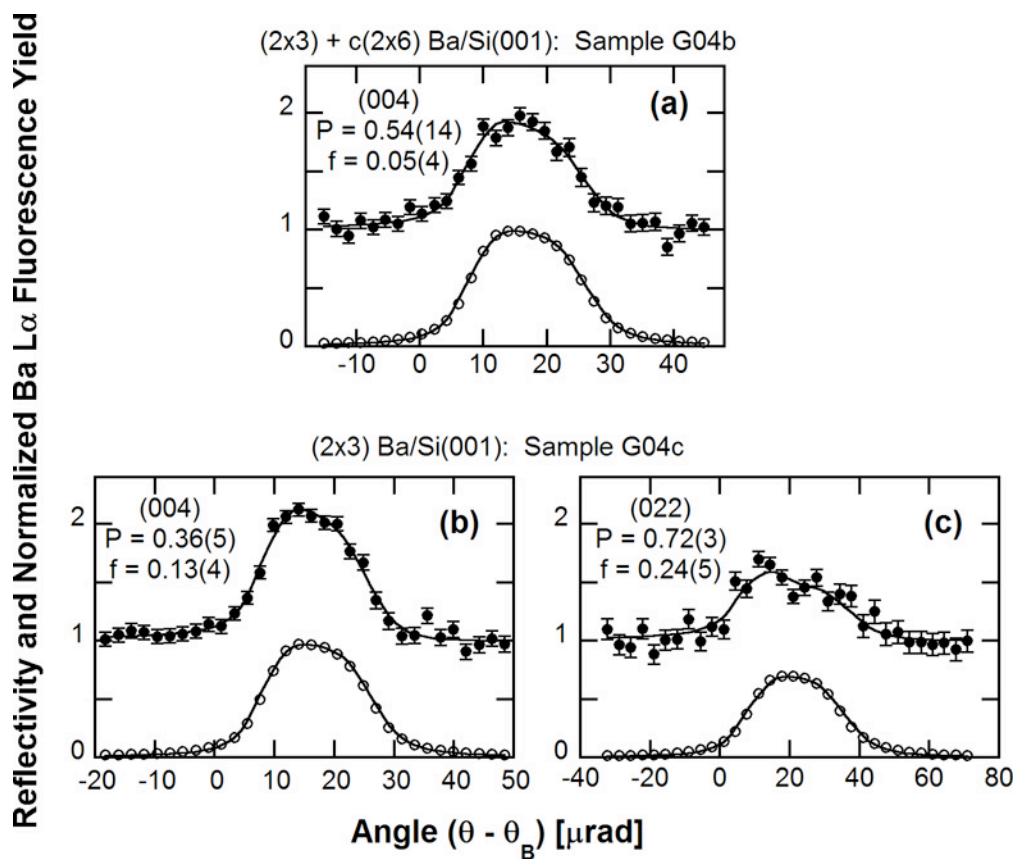 Reflectivity and Normalized Ba Lα Fluorescence Yield
(2x3) + c(2x6) Ba/Si(001): Sample G04b
(004)
P = 0.54(14)
f = 0.05(4)
(a)
2
1
0
-10 0 10 20 30 40
(2x3) Ba/Si(001): Sample G04c
(004)
P = 0.36(5)
f = 0.13(4)
(b)
2
1
0
-20 -10 0 10 20 30 40 50
(022)
P = 0.72(3)
f = 0.24(5)
(c)
2
1
0
-40 -20 0 20 40 60 80
Angle (θ - θB) [μrad]